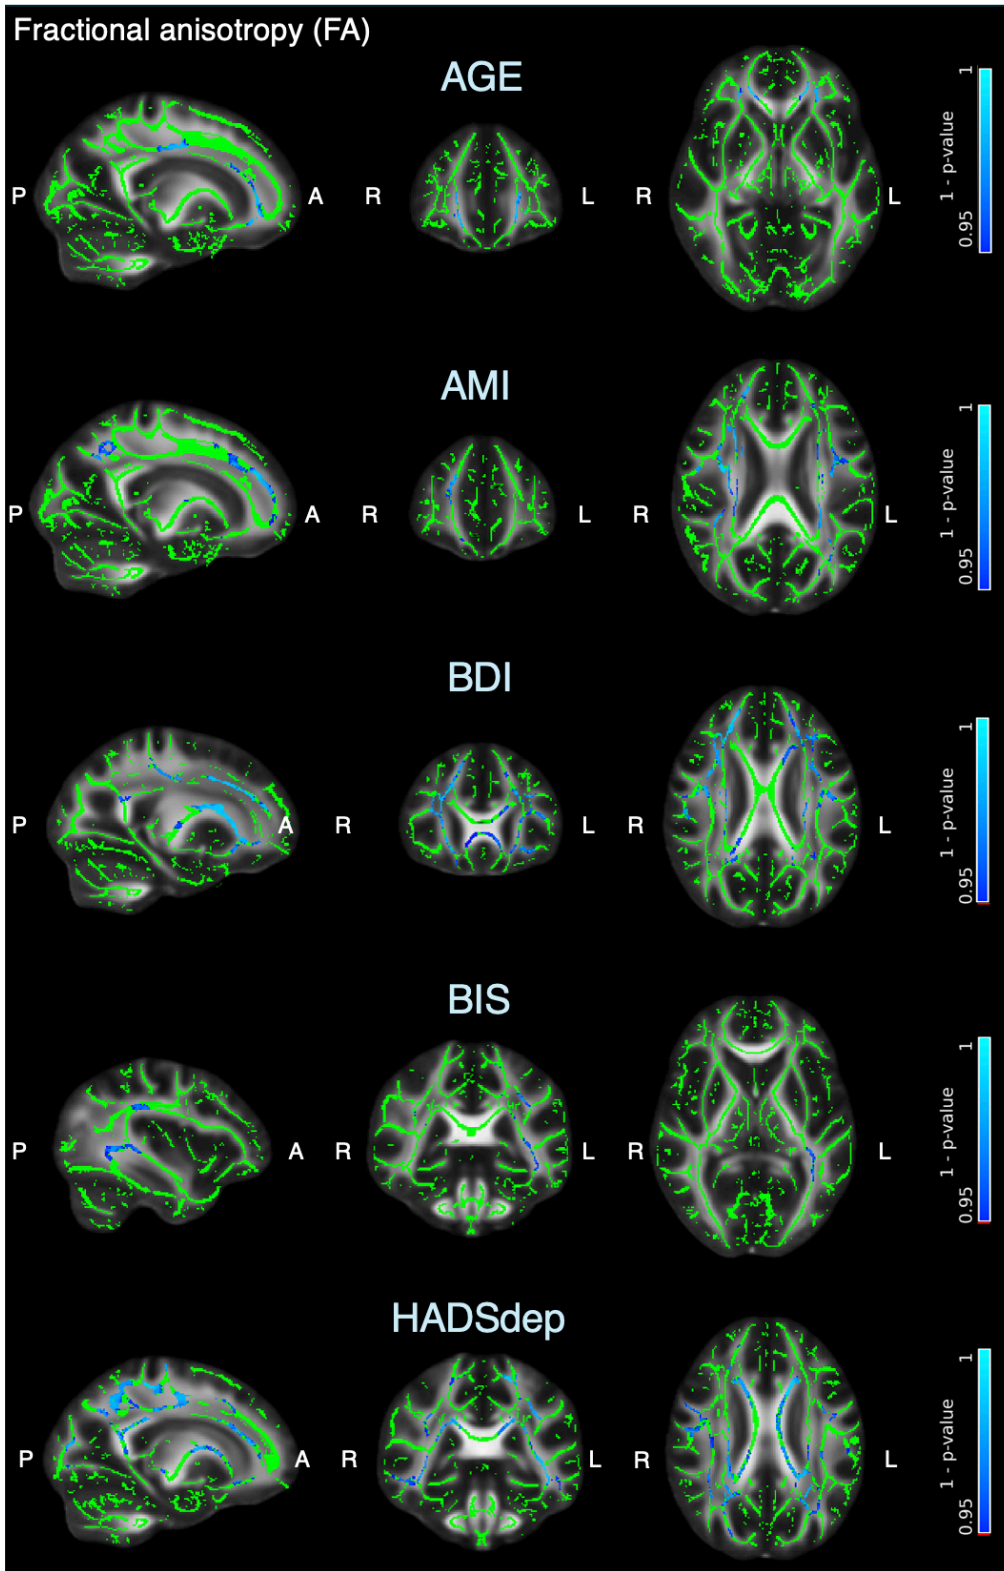 Fractional anisotropy (FA)
AGE
P A R L R L
0.95 1 - p-value 1
AMI
P A R L R L
0.95 1 - p-value 1
BDI
P A R L R L
0.95 1 - p-value 1
BIS
P A R L R L
0.95 1 - p-value 1
HADSdep
P A R L R L
0.95 1 - p-value 1